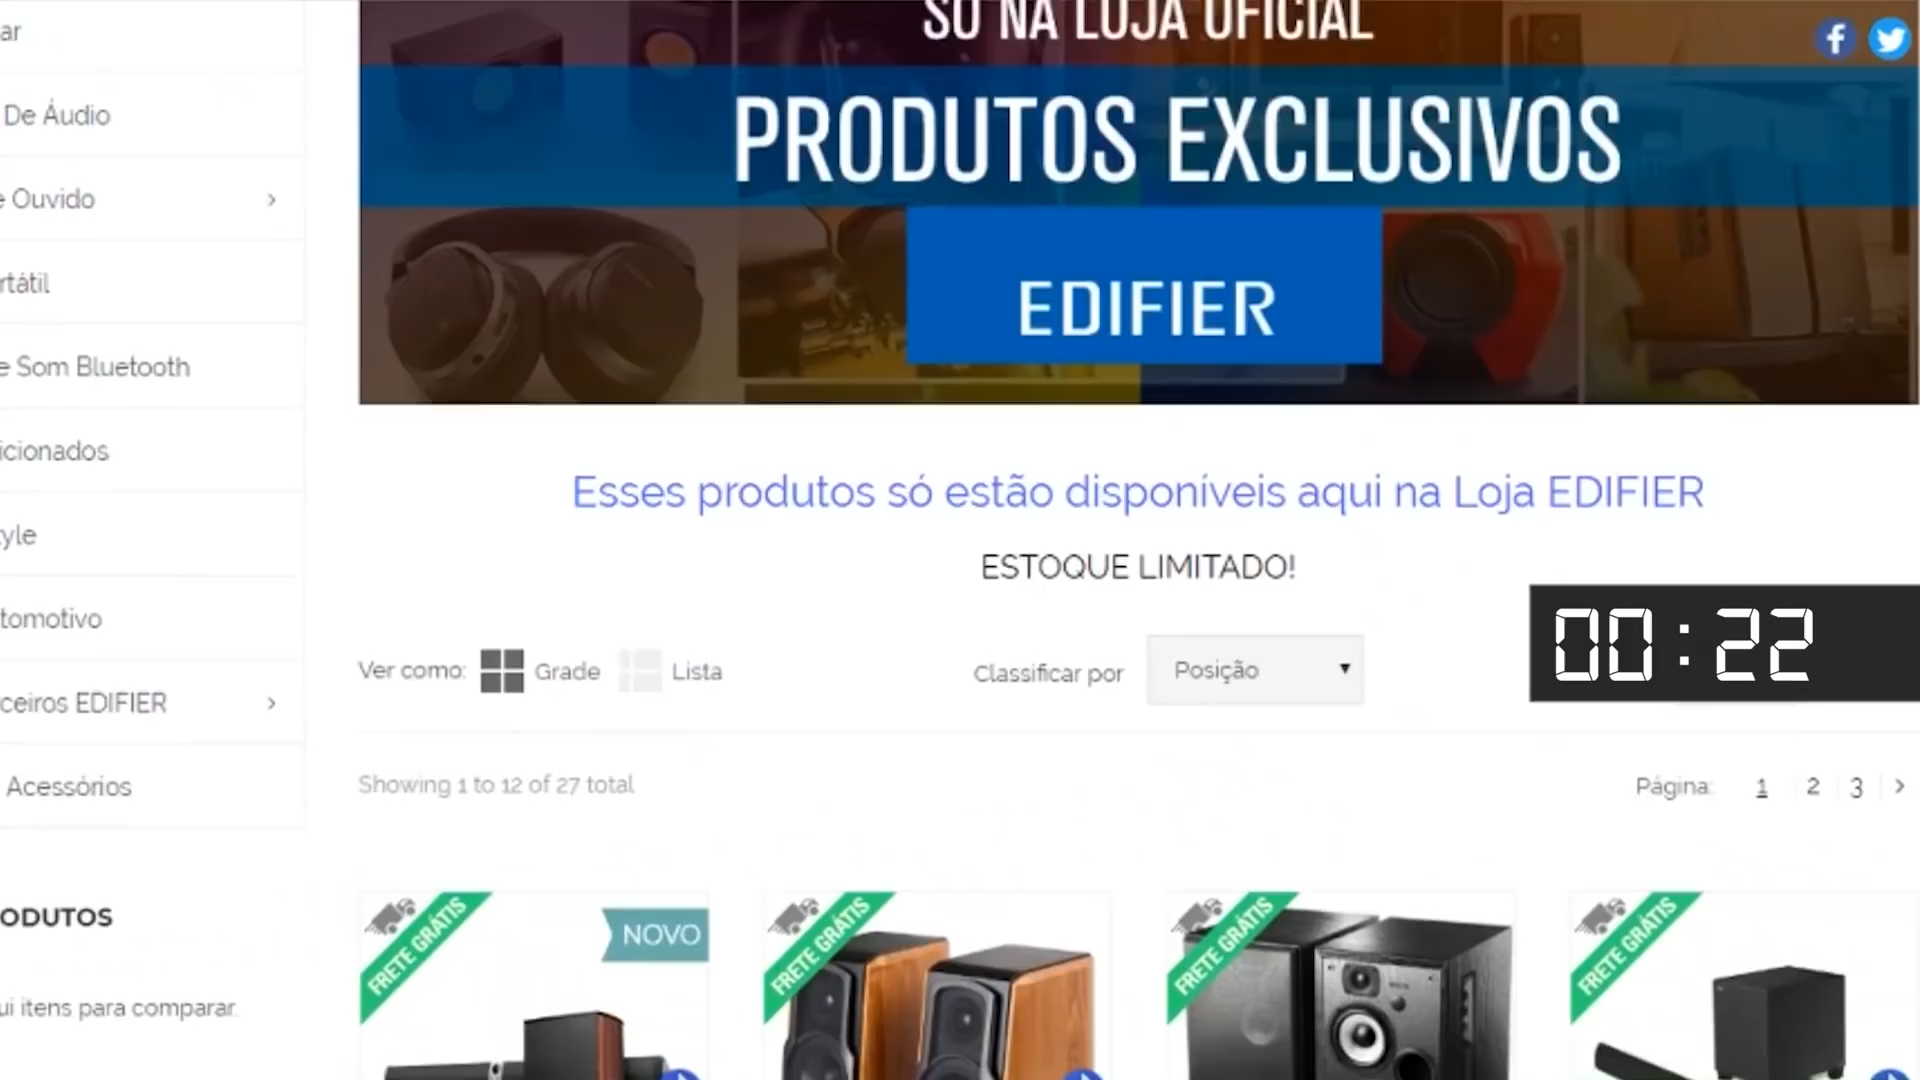 SÓ NA LOJA OFICIAL
PRODUTOS EXCLUSIVOS
EDIFIER
ar
De Áudio
e Ouvido
rtátil
e Som Bluetooth
icionados
yle
tomotivo
ceiros EDIFIER
Acessórios
ODUTOS
ui itens para comparar.
Esses produtos só estão disponíveis aqui na Loja EDIFIER
ESTOQUE LIMITADO!
00:22
Ver como: Grade Lista Classificar por Posição
Showing 1 to 12 of 27 total
Página: 1 2 3 >
FRETE GRÁTIS NOVO
FRETE GRÁTIS
FRETE GRÁTIS
FRETE GRÁTIS